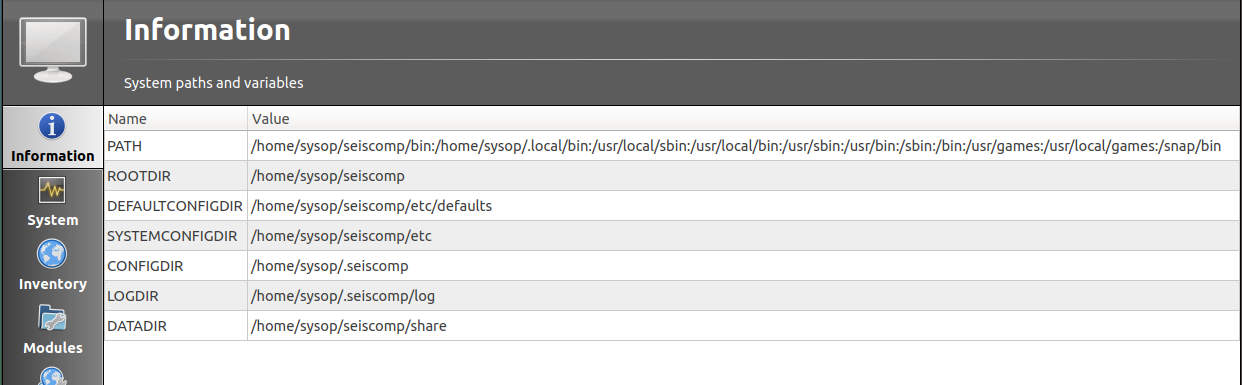 Information
System paths and variables
Information
System
Inventory
Modules
Name Value
PATH /home/sysop/seiscomp/bin:/home/sysop/.local/bin:/usr/local/sbin:/usr/local/bin:/usr/sbin:/usr/bin:/sbin:/bin:/usr/games:/usr/local/games:/snap/bin
ROOTDIR /home/sysop/seiscomp
DEFAULTCONFIGDIR /home/sysop/seiscomp/etc/defaults
SYSTEMCONFIGDIR /home/sysop/seiscomp/etc
CONFIGDIR /home/sysop/.seiscomp
LOGDIR /home/sysop/.seiscomp/log
DATADIR /home/sysop/seiscomp/share